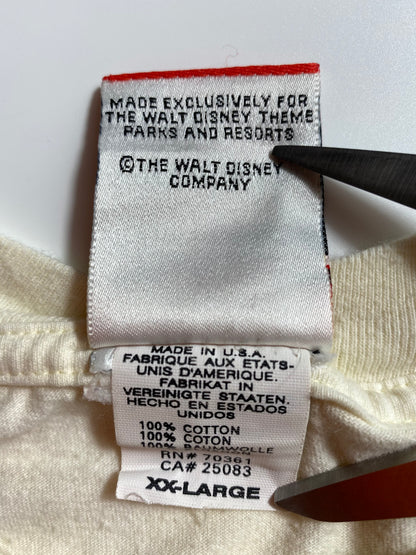 MADE EXCLUSIVELY FOR
THE WALT DISNEY THEME
PARKS AND RESORTS
©THE WALT DISNEY
COMPANY
MADE IN U.S.A.
FABRIQUE AUX ETATS-
UNIS D'AMERIQUE.
FABRIKAT IN
VEREINIGTE STAATEN.
HECHO EN ESTADOS
UNIDOS
100% COTTON
100% COTON
100% BAUMWOLLE
RN# 70361
CA# 25083
XX-LARGE